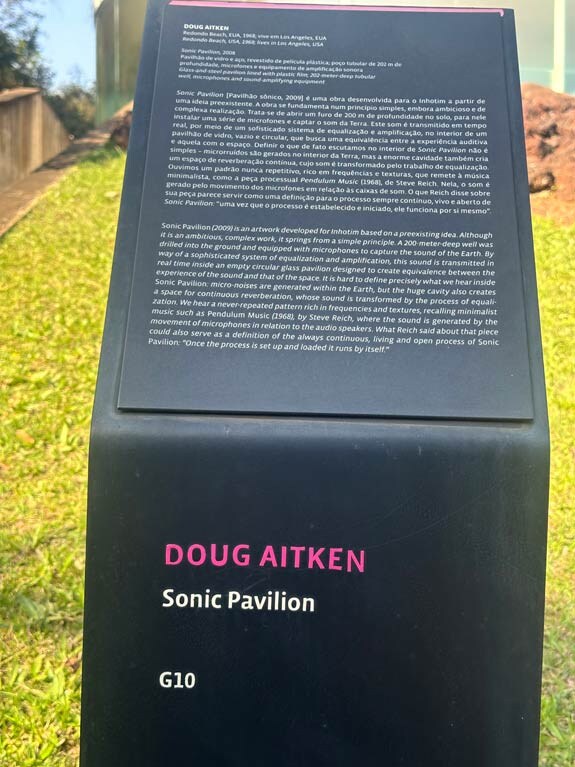 DOUG AITKEN
Redondo Beach, EUA, 1968; vive em Los Angeles, EUA
Redondo Beach, USA, 1968; lives in Los Angeles, USA
Sonic Pavilion, 2009
Pavilhão de vidro e aço, revestido de película plástica; poço tubular de 202 m de
profundidade, microfones e equipamento de amplificação sonora
Glass-and-steel pavilion lined with plastic film, 202-meter-deep tubular
well, microphones and sound-amplifying equipment
Sonic Pavilion [Pavilhão sônico, 2009] é uma obra desenvolvida para o Inhotim a partir de
uma ideia preexistente. A obra se fundamenta num princípio simples, embora ambicioso e de
complexa realização. Trata-se de abrir um furo de 200 m de profundidade no solo, para nele
instalar uma série de microfones e captar o som da Terra. Este som é transmitido em tempo
real, por meio de um sofisticado sistema de equalização e amplificação, no interior de um
pavilhão de vidro, vazio e circular, que busca uma equivalência entre a experiência auditiva
e aquela com o espaço. Definir o que de fato escutamos no interior de Sonic Pavilion não é
simples – microrruídos são gerados no interior da Terra, mas a enorme cavidade também cria
um espaço de reverberação contínua, cujo som é transformado pelo trabalho de equalização.
Ouvimos um padrão nunca repetitivo, rico em frequências e texturas, que remete à música
minimalista, como a peça processual Pendulum Music (1968), de Steve Reich. Nela, o som é
gerado pelo movimento dos microfones em relação às caixas de som. O que Reich disse sobre
sua peça parece servir como uma definição para o processo sempre contínuo, vivo e aberto de
Sonic Pavilion: “uma vez que o processo é estabelecido e iniciado, ele funciona por si mesmo”.
Sonic Pavilion (2009) is an artwork developed for Inhotim based on a preexisting idea. Although
it is an ambitious, complex work, it springs from a simple principle. A 200-meter-deep well was
drilled into the ground and equipped with microphones to capture the sound of the Earth. By
way of a sophisticated system of equalization and amplification, this sound is transmitted in
real time inside an empty circular glass pavilion designed to create equivalence between the
experience of the sound and that of the space. It is hard to define precisely what we hear inside
Sonic Pavilion: micro-noises are generated within the Earth, but the huge cavity also creates
a space for continuous reverberation, whose sound is transformed by the process of equali-
zation. We hear a never-repeated pattern rich in frequencies and textures, recalling minimalist
music such as Pendulum Music (1968), by Steve Reich, where the sound is generated by the
movement of microphones in relation to the audio speakers. What Reich said about that piece
could also serve as a definition of the always continuous, living and open process of Sonic
Pavilion: “Once the process is set up and loaded it runs by itself.”
DOUG AITKEN
Sonic Pavilion
G10